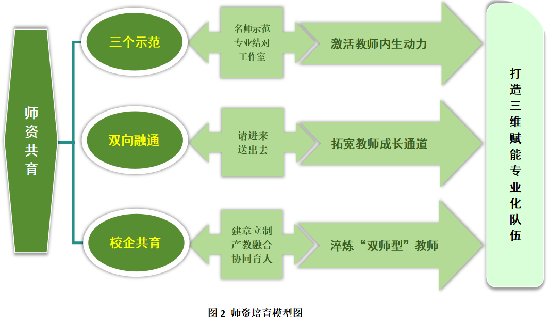 师资共育
三个示范
名师示范
专业结对
工作室
激活教师内生动力
双向融通
请进来
送出去
拓宽教师成长通道
校企共育
建章立制
产教融合
协同育人
淬炼“双师型”教师
打造三维赋能专业化队伍
图 2 师资培育模型图